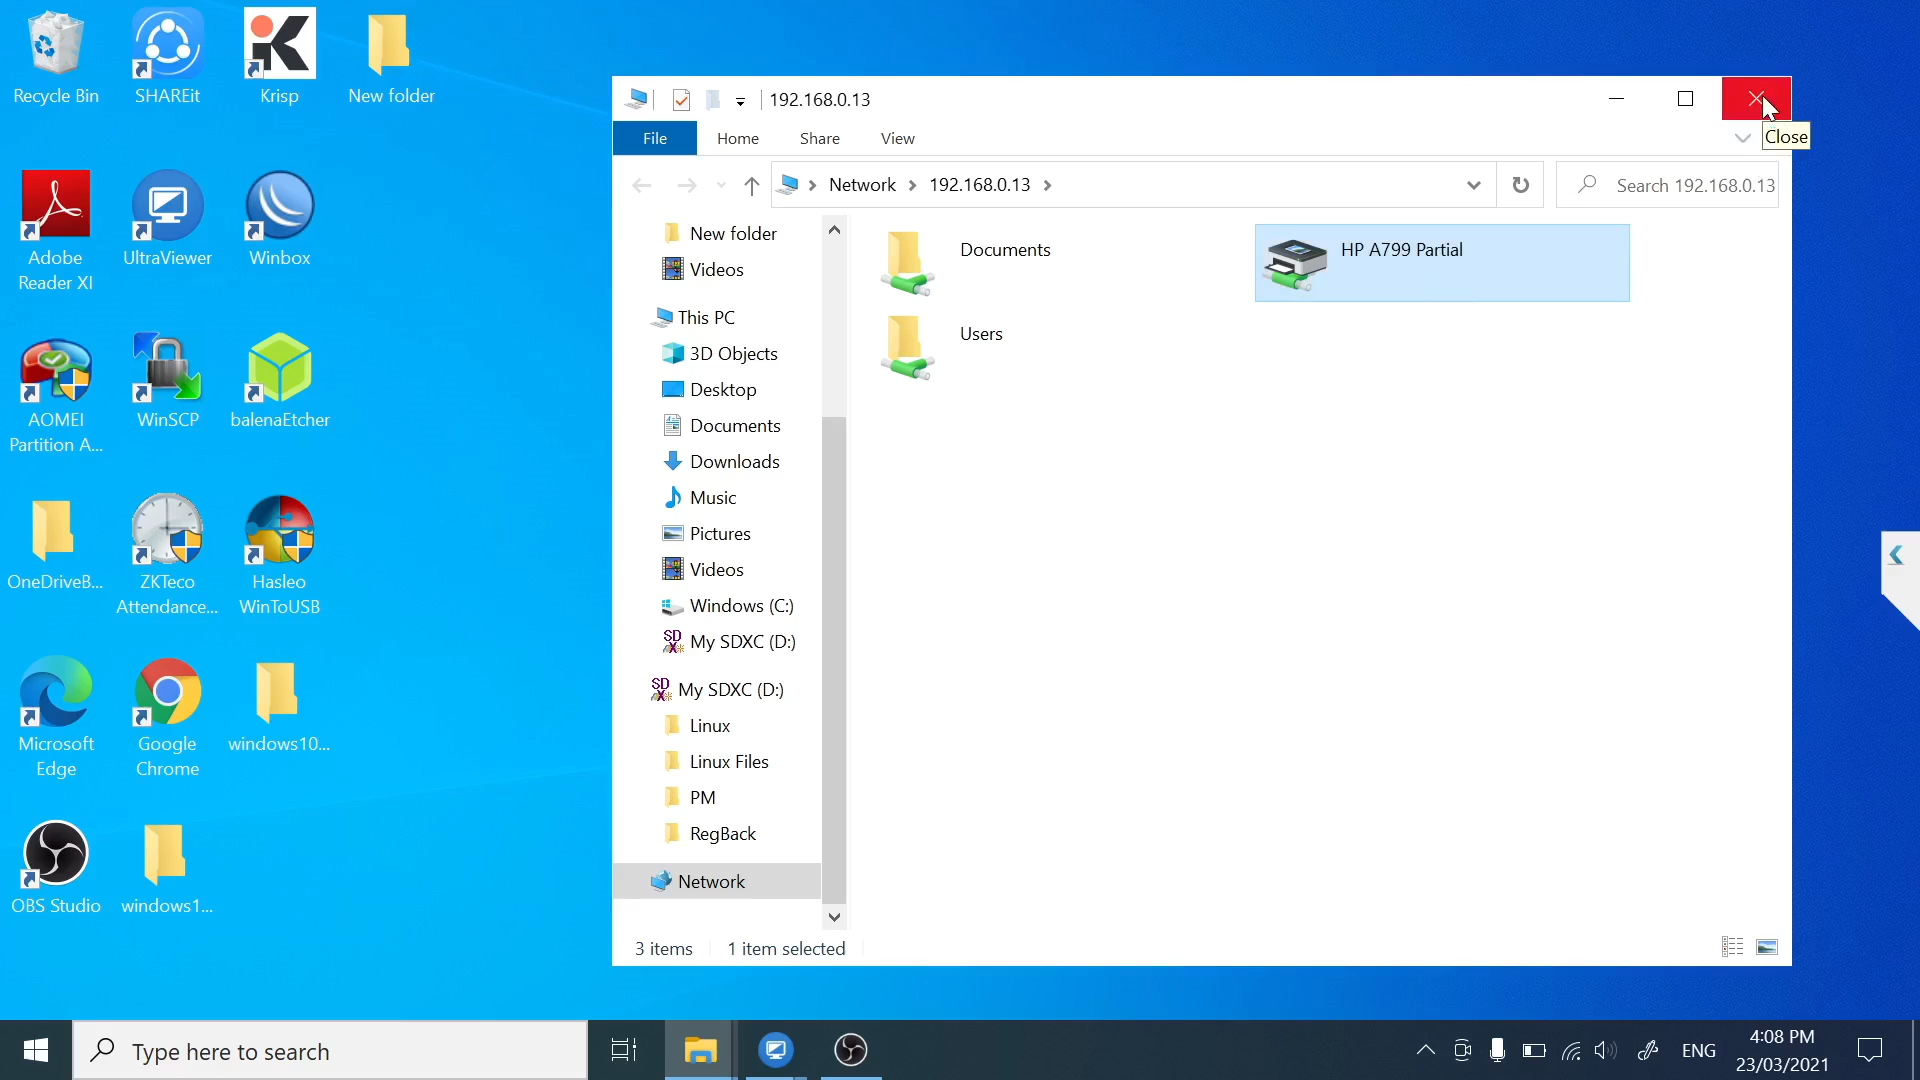 Recycle Bin
SHAREit
Krisp
New folder
Adobe
Reader XI
UltraViewer
Winbox
AOMEI
Partition A...
WinSCP
balenaEtcher
OneDriveB...
ZKTeco
Attendance...
Hasleo
WinToUSB
Microsoft
Edge
Google
Chrome
windows10...
OBS Studio
windows1...
192.168.0.13
Close
File
Home
Share
View
Network
192.168.0.13
Search 192.168.0.13
New folder
Videos
This PC
3D Objects
Desktop
Documents
Downloads
Music
Pictures
Videos
Windows (C:)
SD
X
My SDXC (D:)
SD
X
My SDXC (D:)
Linux
Linux Files
PM
RegBack
Network
Documents
HP A799 Partial
Users
3 items
1 item selected
Type here to search
ENG
4:08 PM
23/03/2021